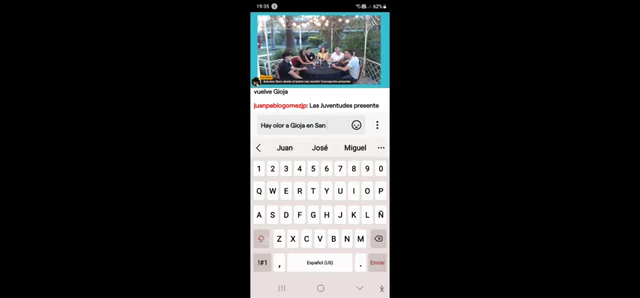 19:35
62%
vuelve Gioja
juanpablogomezjp: Las Juventudes presente
Hay olor a Gioja en San
Juan José Miguel
1 2 3 4 5 6 7 8 9 0
Q W E R T Y U I O P
A S D F G H J K L Ñ
Z X C V B N M
!#1 , Español (US) . Enviar